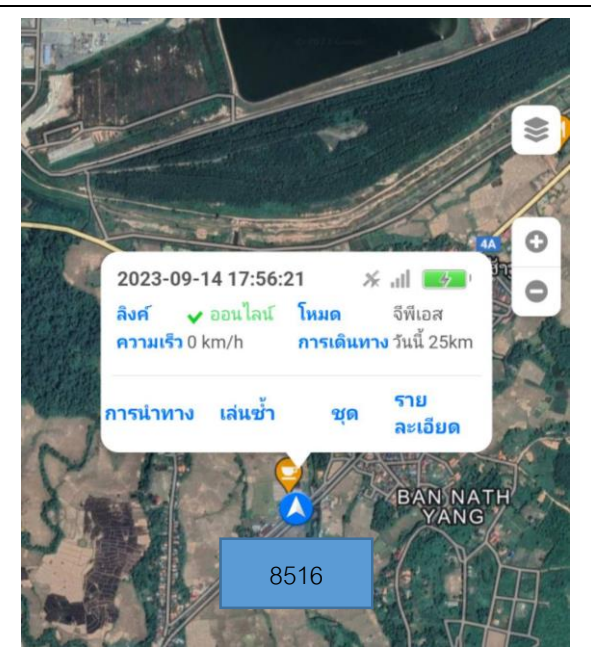 4A
2023-09-14 17:56:21
ลิงค์ ออนไลน์ โหมด จีพีเอส
ความเร็ว 0 km/h การเดินทาง วันนี้ 25km
การนำทาง เล่นซ้ำ ชุด ราย
ละเอียด
BAN NATH
YANG
8516